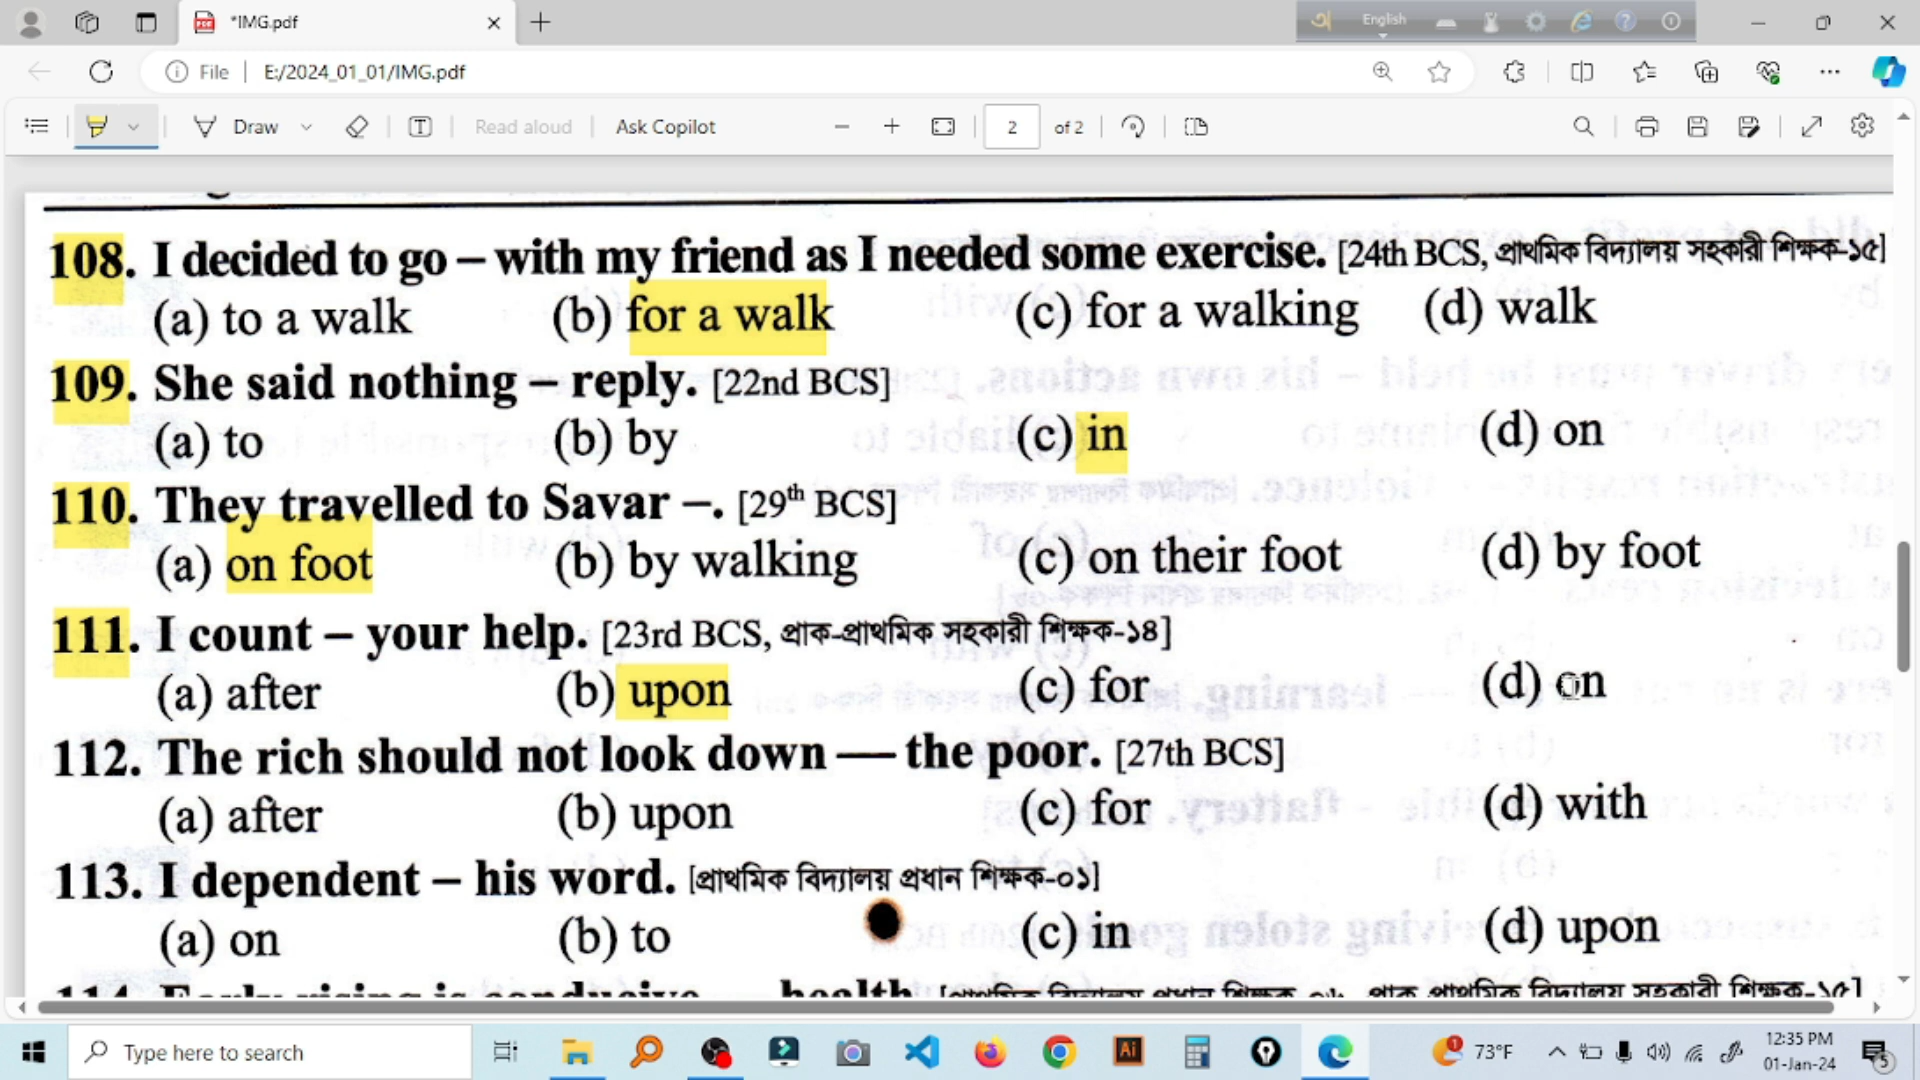 *IMG.pdf
English
File
E:/2024_01_01/IMG.pdf
Draw
Read aloud
Ask Copilot
2
of 2
108. I decided to go – with my friend as I needed some exercise. [24th BCS, প্রাথমিক বিদ্যালয় সহকারী শিক্ষক-১৫]
(a) to a walk (b) for a walk (c) for a walking (d) walk
109. She said nothing – reply. [22nd BCS]
(a) to (b) by (c) in (d) on
110. They travelled to Savar –. [29th BCS]
(a) on foot (b) by walking (c) on their foot (d) by foot
111. I count – your help. [23rd BCS, প্রাক-প্রাথমিক সহকারী শিক্ষক-১৪]
(a) after (b) upon (c) for (d) on
112. The rich should not look down — the poor. [27th BCS]
(a) after (b) upon (c) for (d) with
113. I dependent – his word. [প্রাথমিক বিদ্যালয় প্রধান শিক্ষক-০১]
(a) on (b) to (c) in (d) upon
Type here to search
Ai
1
73°F
12:35 PM
01-Jan-24
5